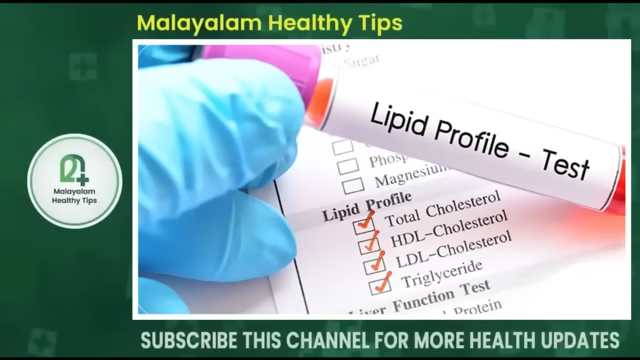 Malayalam Healthy Tips
Malayalam
Healthy Tips
Sugar
Magnesium
Lipid Profile - Test
Lipid Profile
Total Cholesterol
HDL-Cholesterol
LDL-Cholesterol
Triglyceride
Liver Function Test
Protein
SUBSCRIBE THIS CHANNEL FOR MORE HEALTH UPDATES